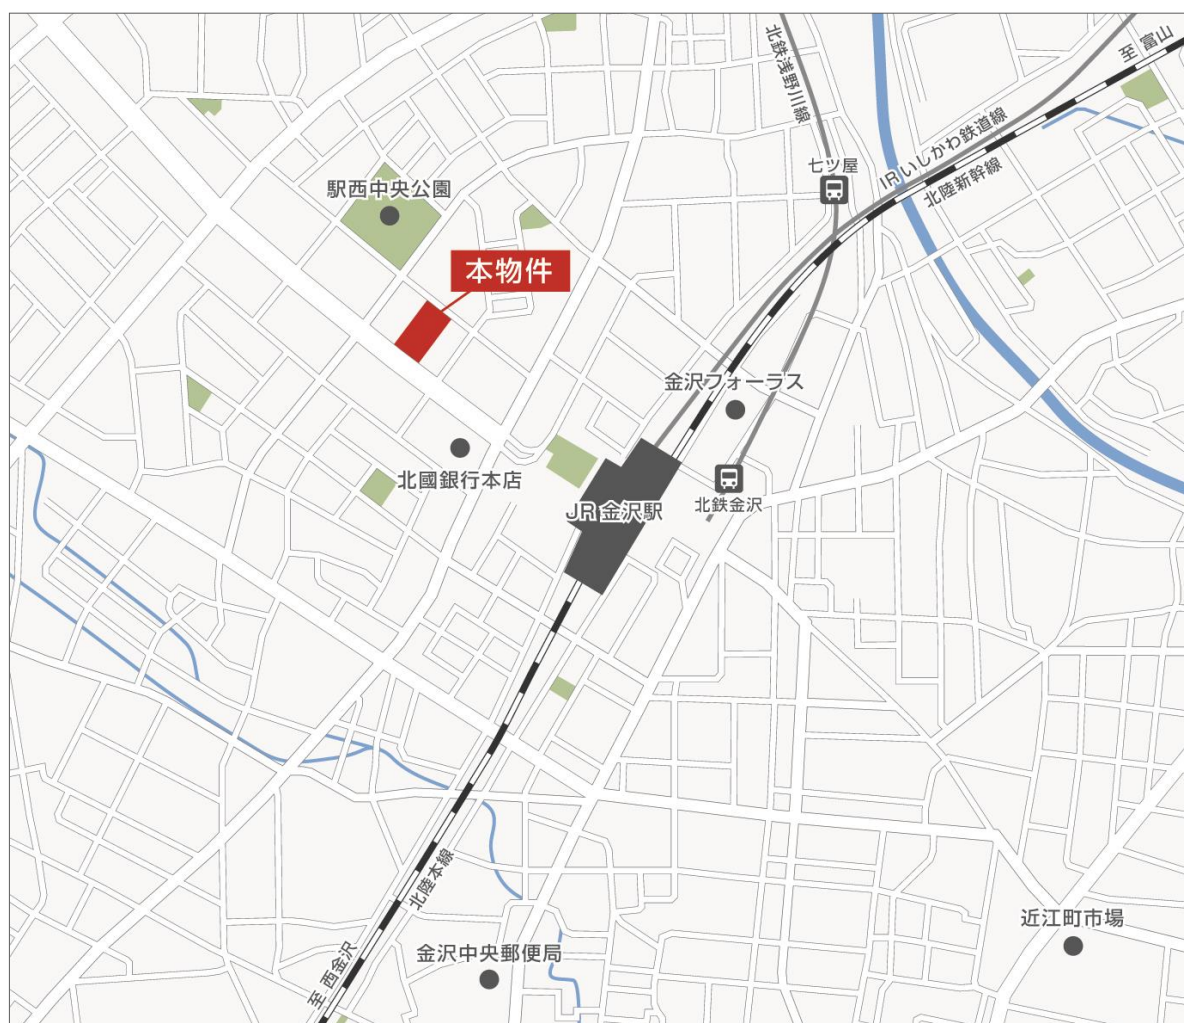 北鉄浅野川線
至 富山
七ツ屋
IRいしかわ鉄道線
北陸新幹線
駅西中央公園
本物件
金沢フォーラス
北國銀行本店
JR 金沢駅
北鉄金沢
北陸本線
近江町市場
金沢中央郵便局
至 西金沢